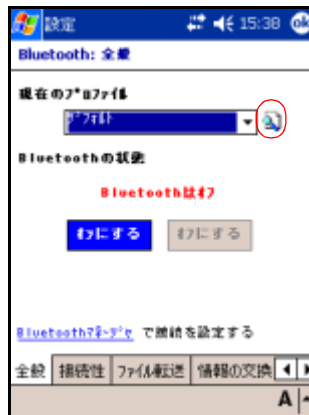 設定 15:38 ok
Bluetooth: 全般
現在のプロファイル
デフォルト
Bluetoothの状態
Bluetoothはオフ
オンにする オフにする
Bluetoothマネージャ で接続を設定する
全般 接続性 ファイル転送 情報の交換
A